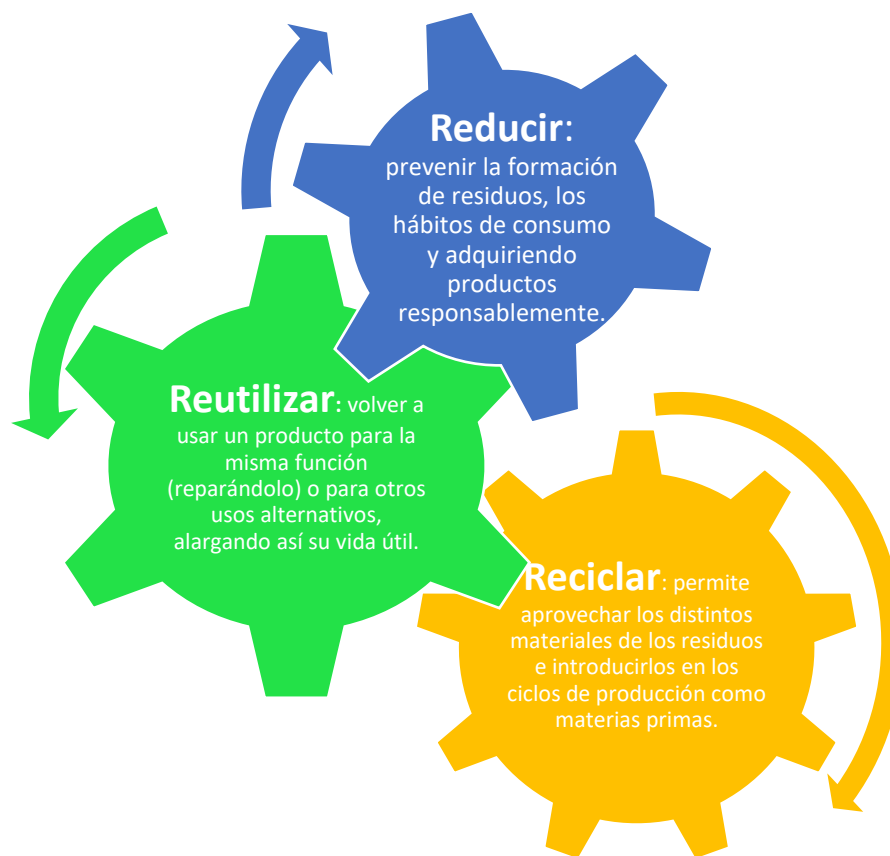 Reducir:
prevenir la formación
de residuos, los
hábitos de consumo
y adquiriendo
productos
responsablemente.
Reutilizar: volver a
usar un producto para la
misma función
(reparándolo) o para otros
usos alternativos,
alargando así su vida útil.
Reciclar: permite
aprovechar los distintos
materiales de los residuos
e introducirlos en los
ciclos de producción como
materias primas.